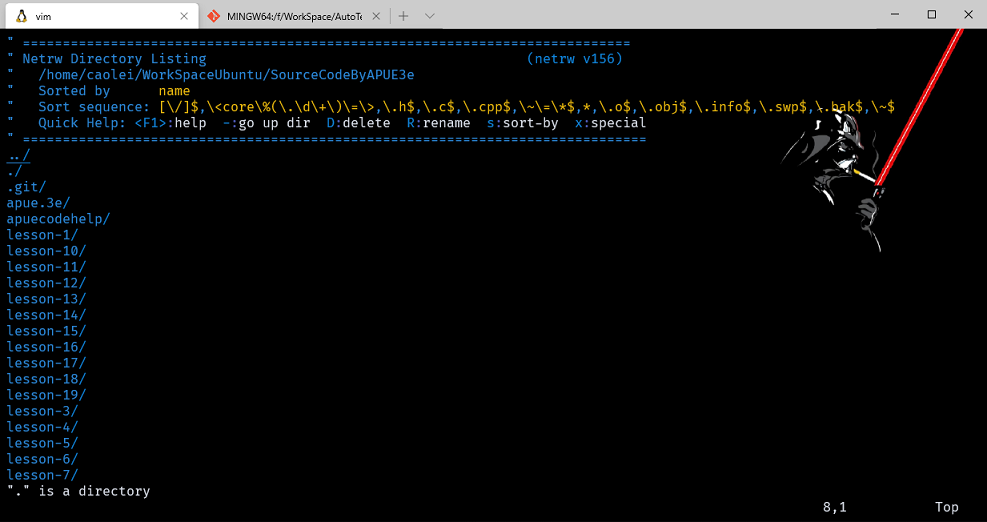 vim
MINGW64:/f/WorkSpace/AutoTe
" ============================================================================
" Netrw Directory Listing                                        (netrw v156)
"   /home/caolei/WorkSpaceUbuntu/SourceCodeByAPUE3e
"   Sorted by      name
"   Sort sequence: [\/]$,\<core\%(\.\d\+\)\=\>,\.h$,\.c$,\.cpp$,\~\=\*$,*,\.o$,\.obj$,\.info$,\.swp$,\.bak$,\~$
"   Quick Help: <F1>:help  -:go up dir  D:delete  R:rename  s:sort-by  x:special
" ==============================================================================
../
./
.git/
apue.3e/
apuecodehelp/
lesson-1/
lesson-10/
lesson-11/
lesson-12/
lesson-13/
lesson-14/
lesson-15/
lesson-16/
lesson-17/
lesson-18/
lesson-19/
lesson-3/
lesson-4/
lesson-5/
lesson-6/
lesson-7/
"." is a directory
8,1           Top